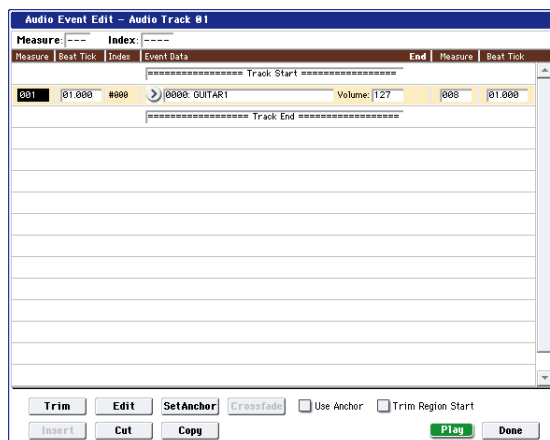 Audio Event Edit – Audio Track 01
Measure: --- Index: ----
Measure Beat Tick Index Event Data End Measure Beat Tick
================= Track Start =================
001 01.000 #000 0000: GUITAR1 Volume: 127 008 01.000
================== Track End ==================
Trim Edit SetAnchor Crossfade Use Anchor Trim Region Start
Insert Cut Copy Play Done